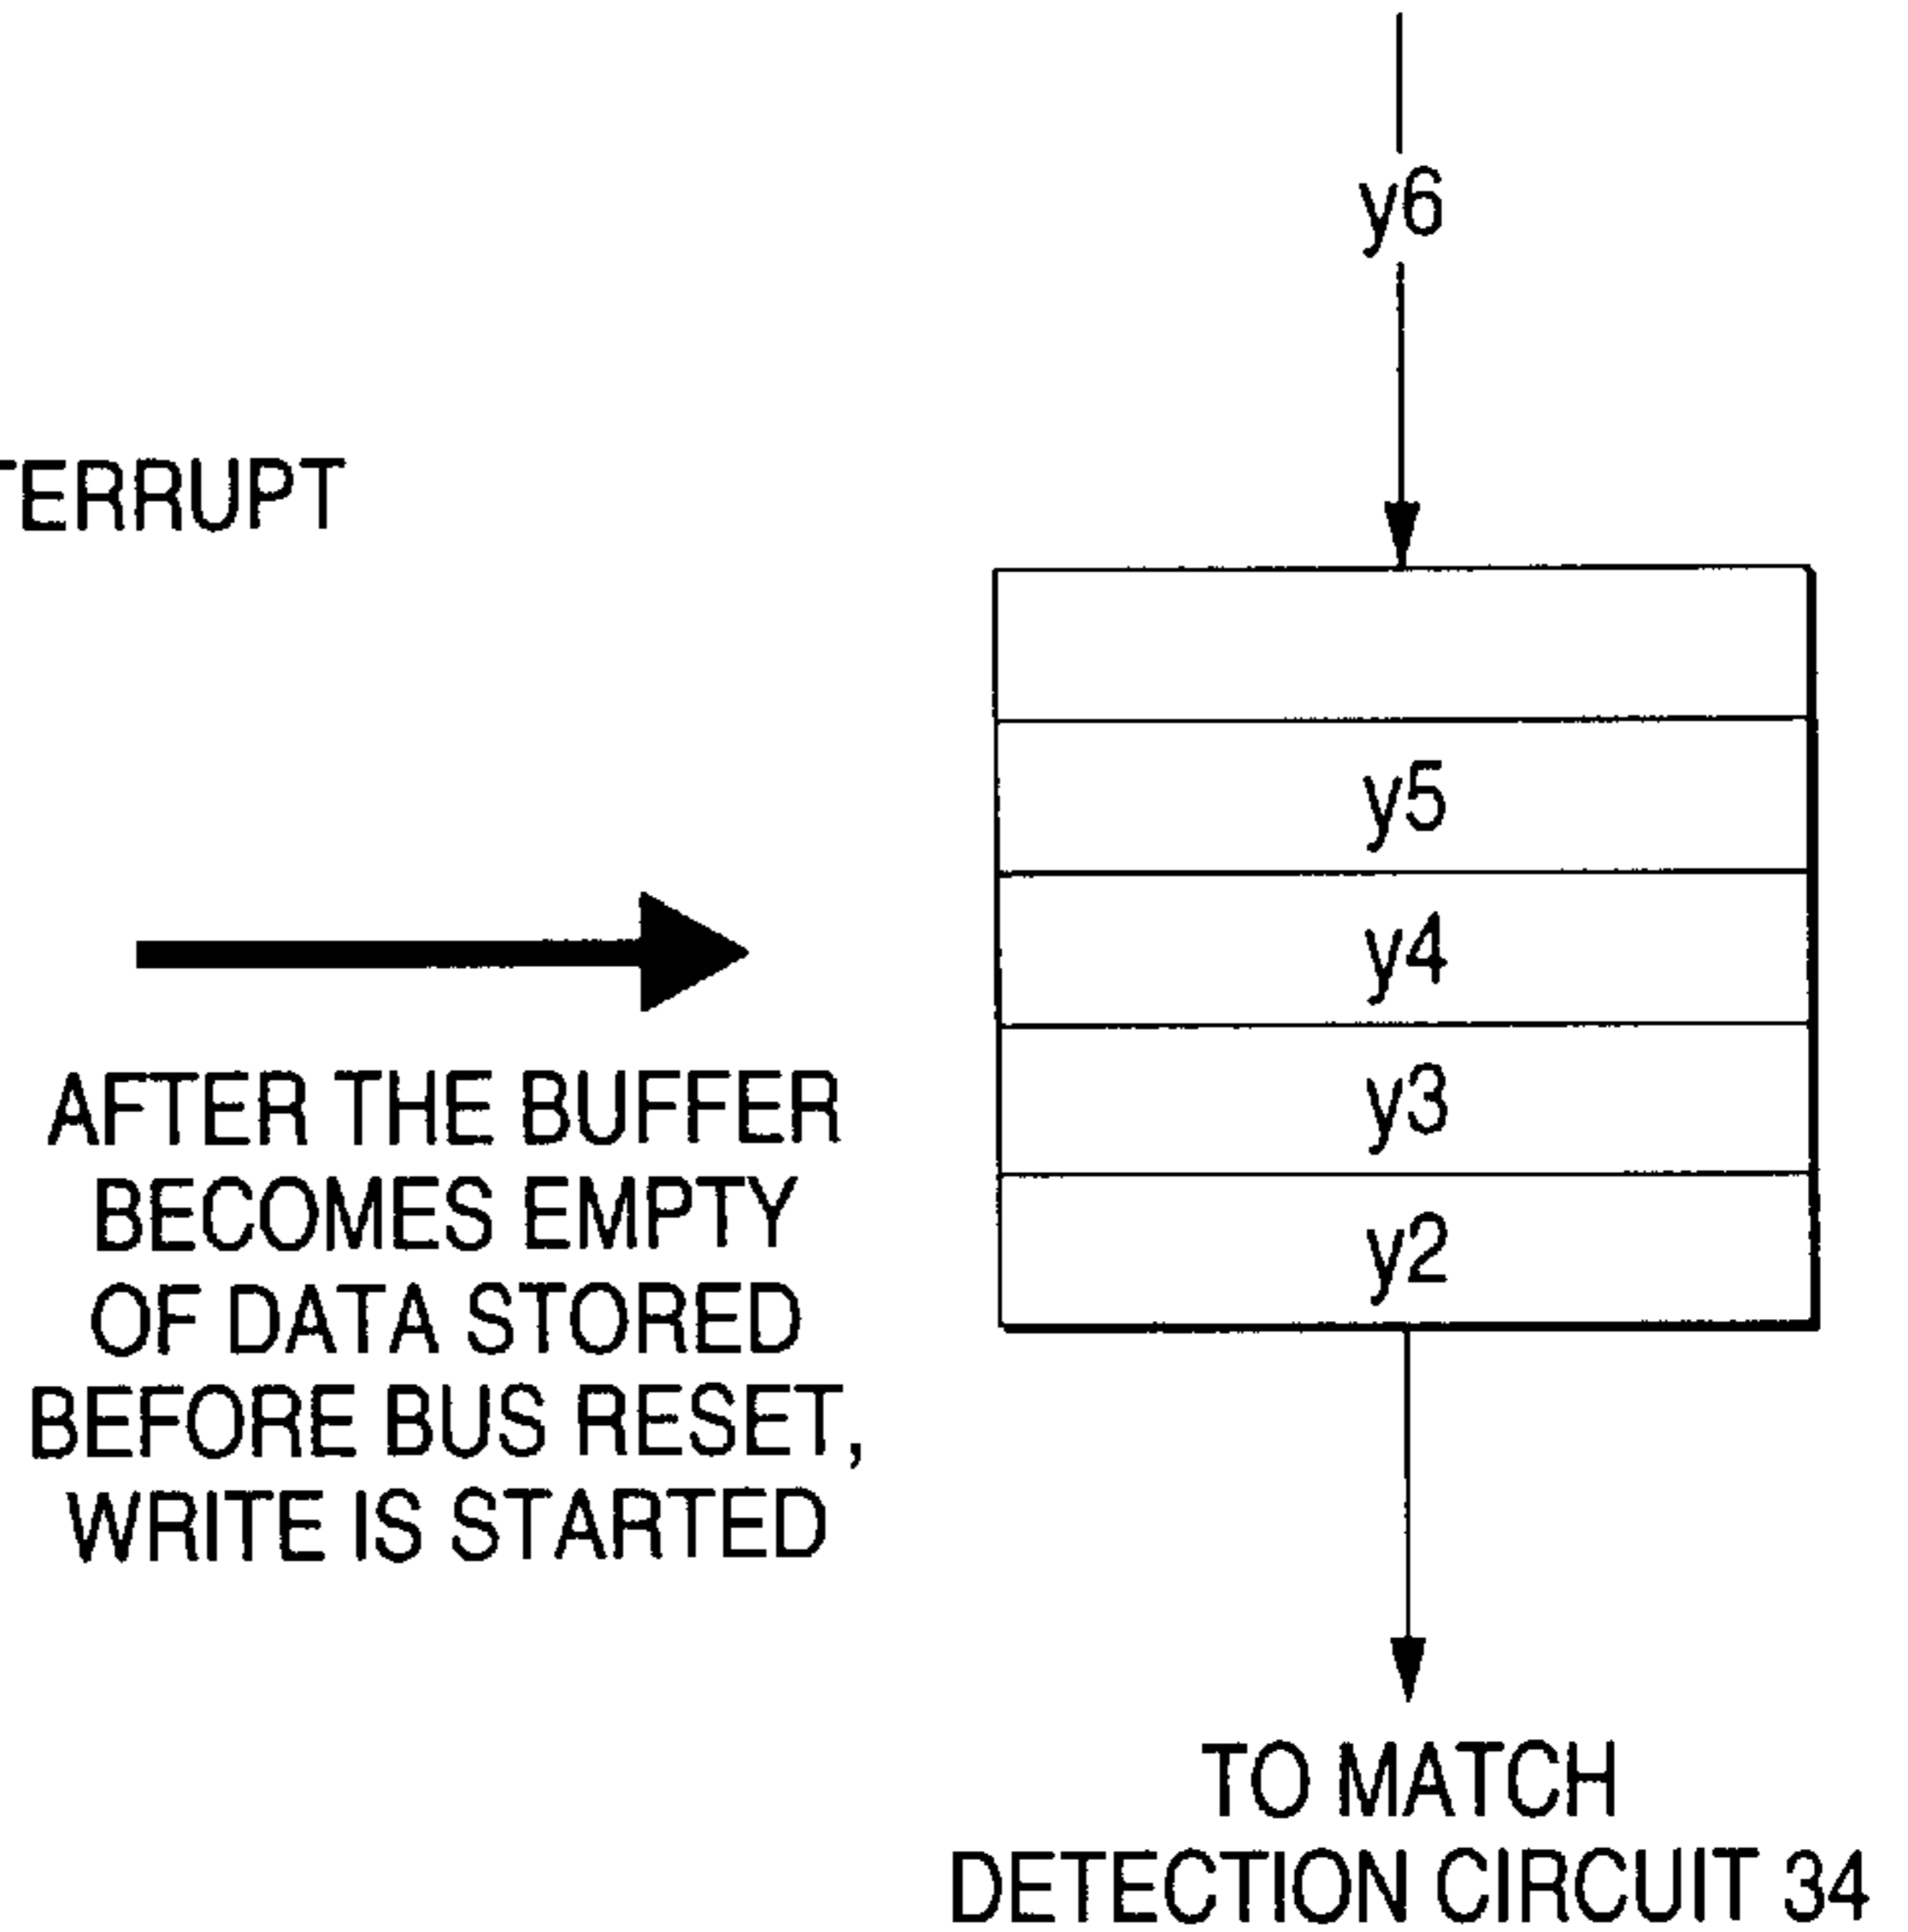 y6
TERRUPT
y5
y4
y3
y2
AFTER THE BUFFER
BECOMES EMPTY
OF DATA STORED
BEFORE BUS RESET,
WRITE IS STARTED
TO MATCH
DETECTION CIRCUIT 34